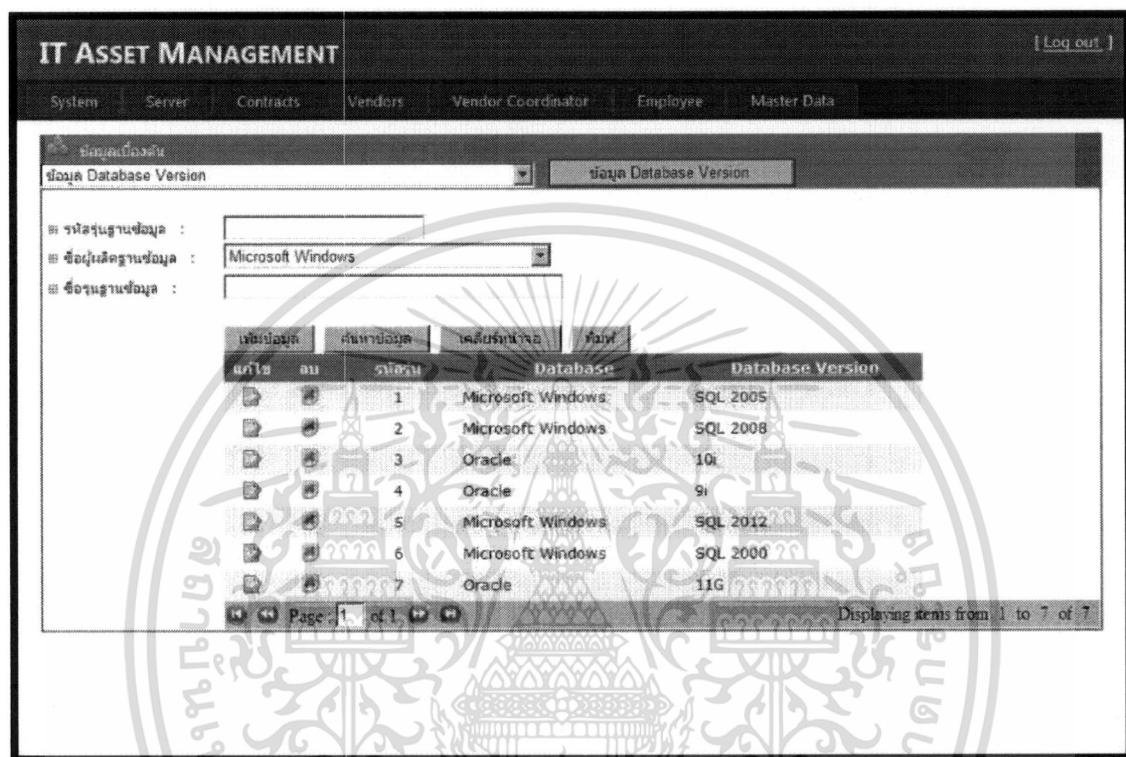 IT ASSET MANAGEMENT
[ Log out ]
System Server Contracts Vendors Vendor Coordinator Employee Master Data
ข้อมูลเบื้องต้น
ข้อมูล Database Version ข้อมูล Database Version
รหัสรุ่นฐานข้อมูล :
ชื่อผู้ผลิตฐานข้อมูล : Microsoft Windows
ชื่อรุ่นฐานข้อมูล :
เพิ่มข้อมูล ค้นหาข้อมูล เคลียร์หน้าจอ พิมพ์
แก้ไข ลบ รหัสรุ่น Database Database Version
1 Microsoft Windows SQL 2005
2 Microsoft Windows SQL 2008
3 Oracle 10i
4 Oracle 9i
5 Microsoft Windows SQL 2012
6 Microsoft Windows SQL 2000
7 Oracle 11G
Page : 1 of 1 Displaying items from 1 to 7 of 7